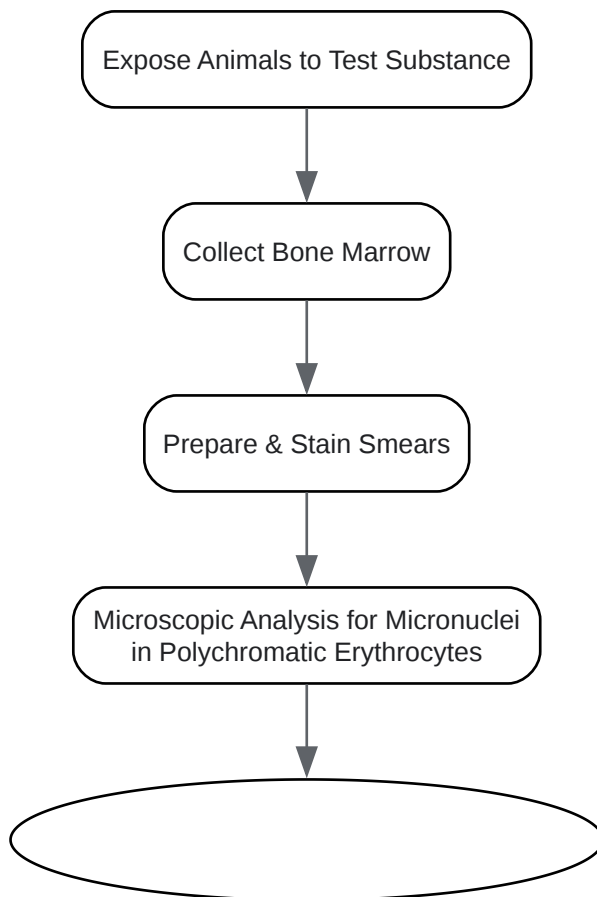 Expose Animals to Test Substance
Collect Bone Marrow
Prepare & Stain Smears
Microscopic Analysis for Micronuclei
in Polychromatic Erythrocytes